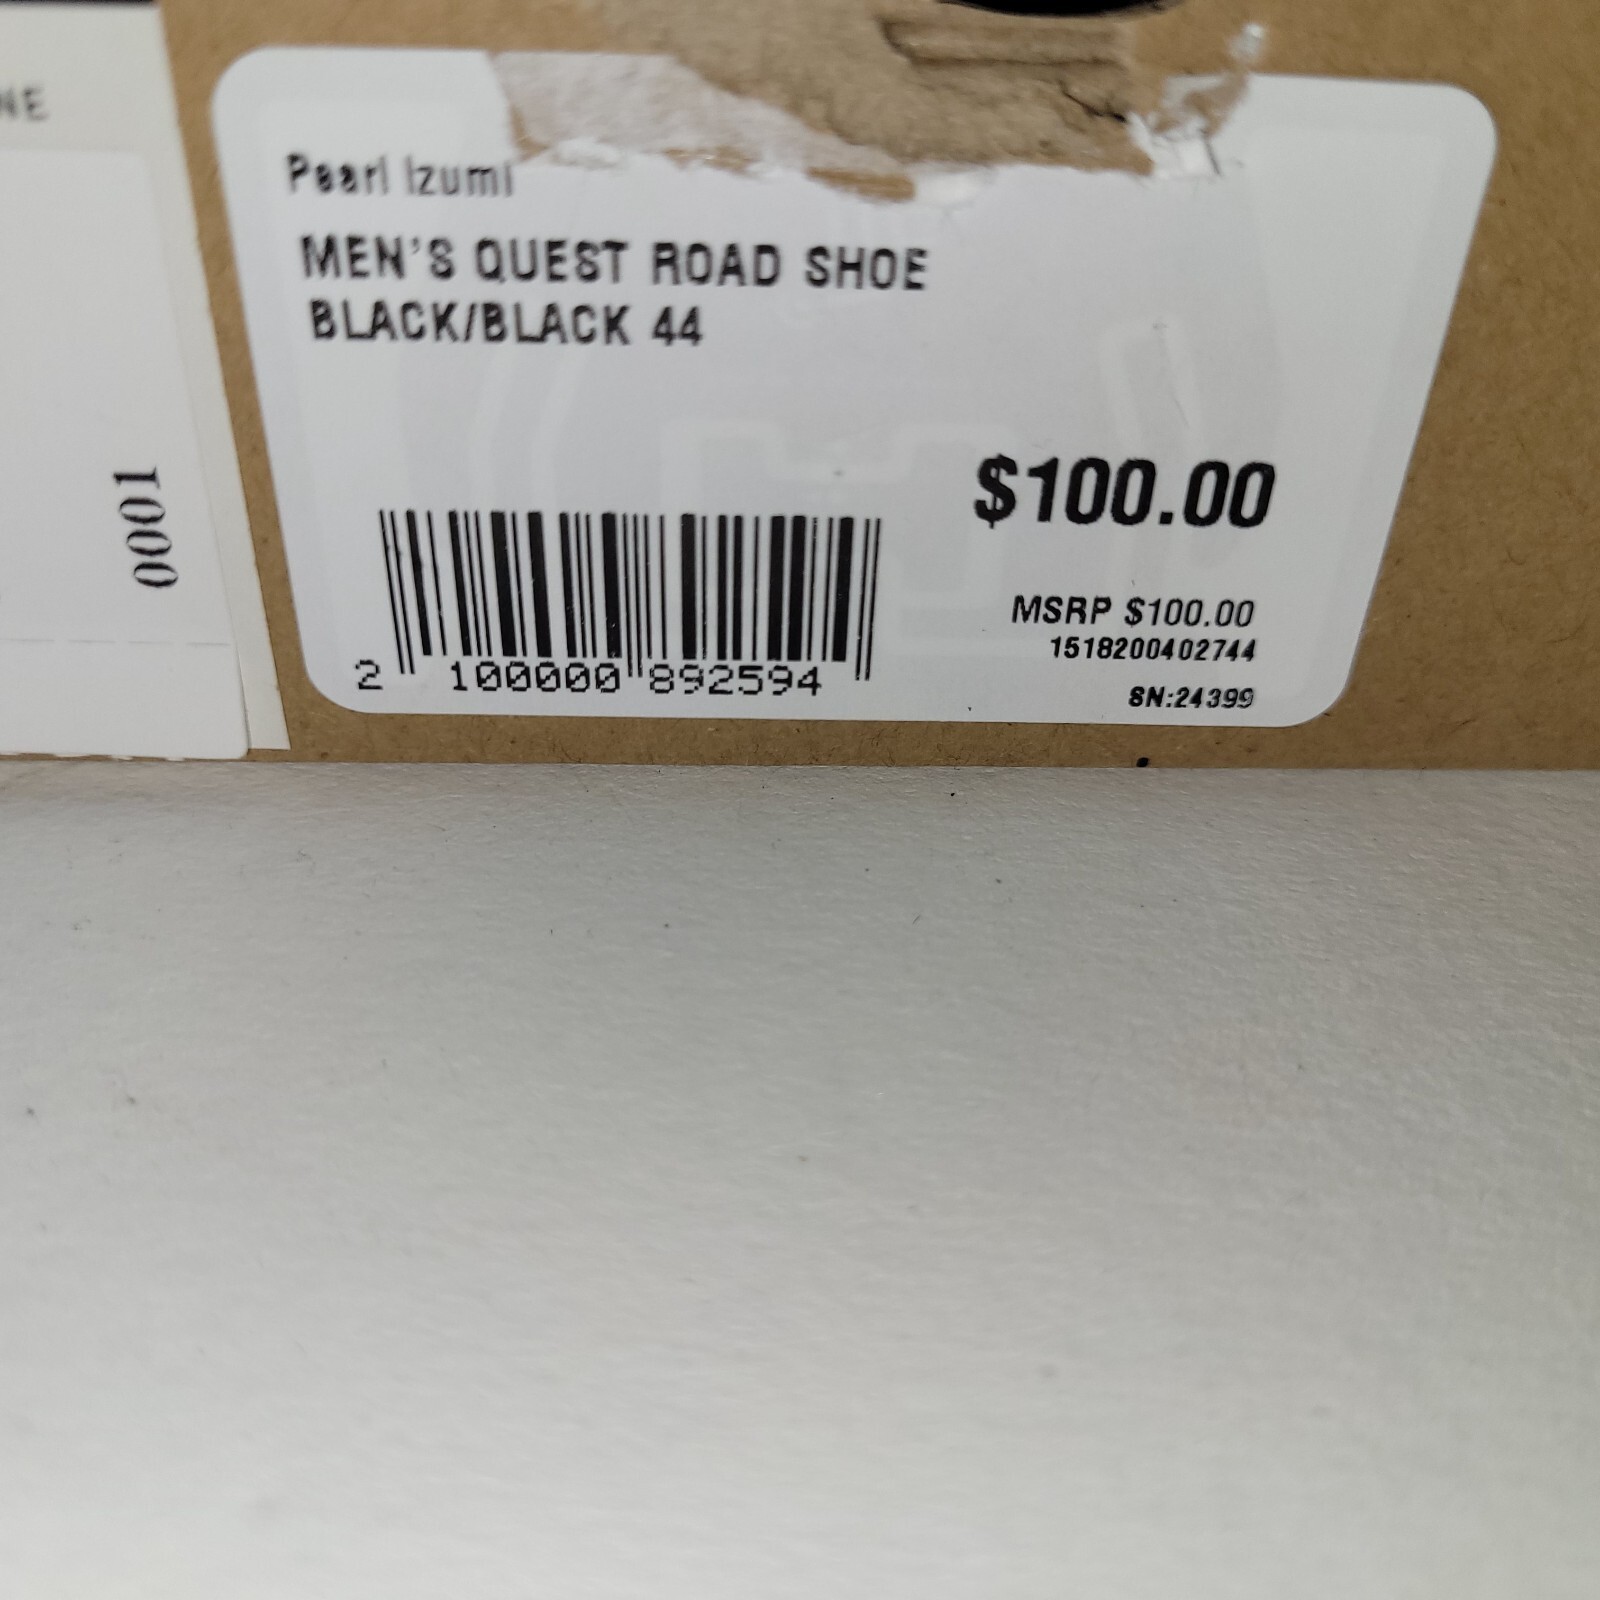 Pearl Izumi
MEN'S QUEST ROAD SHOE
BLACK/BLACK 44
$100.00
MSRP $100.00
1518200402744
SN:24399
2 100000 892594
0001